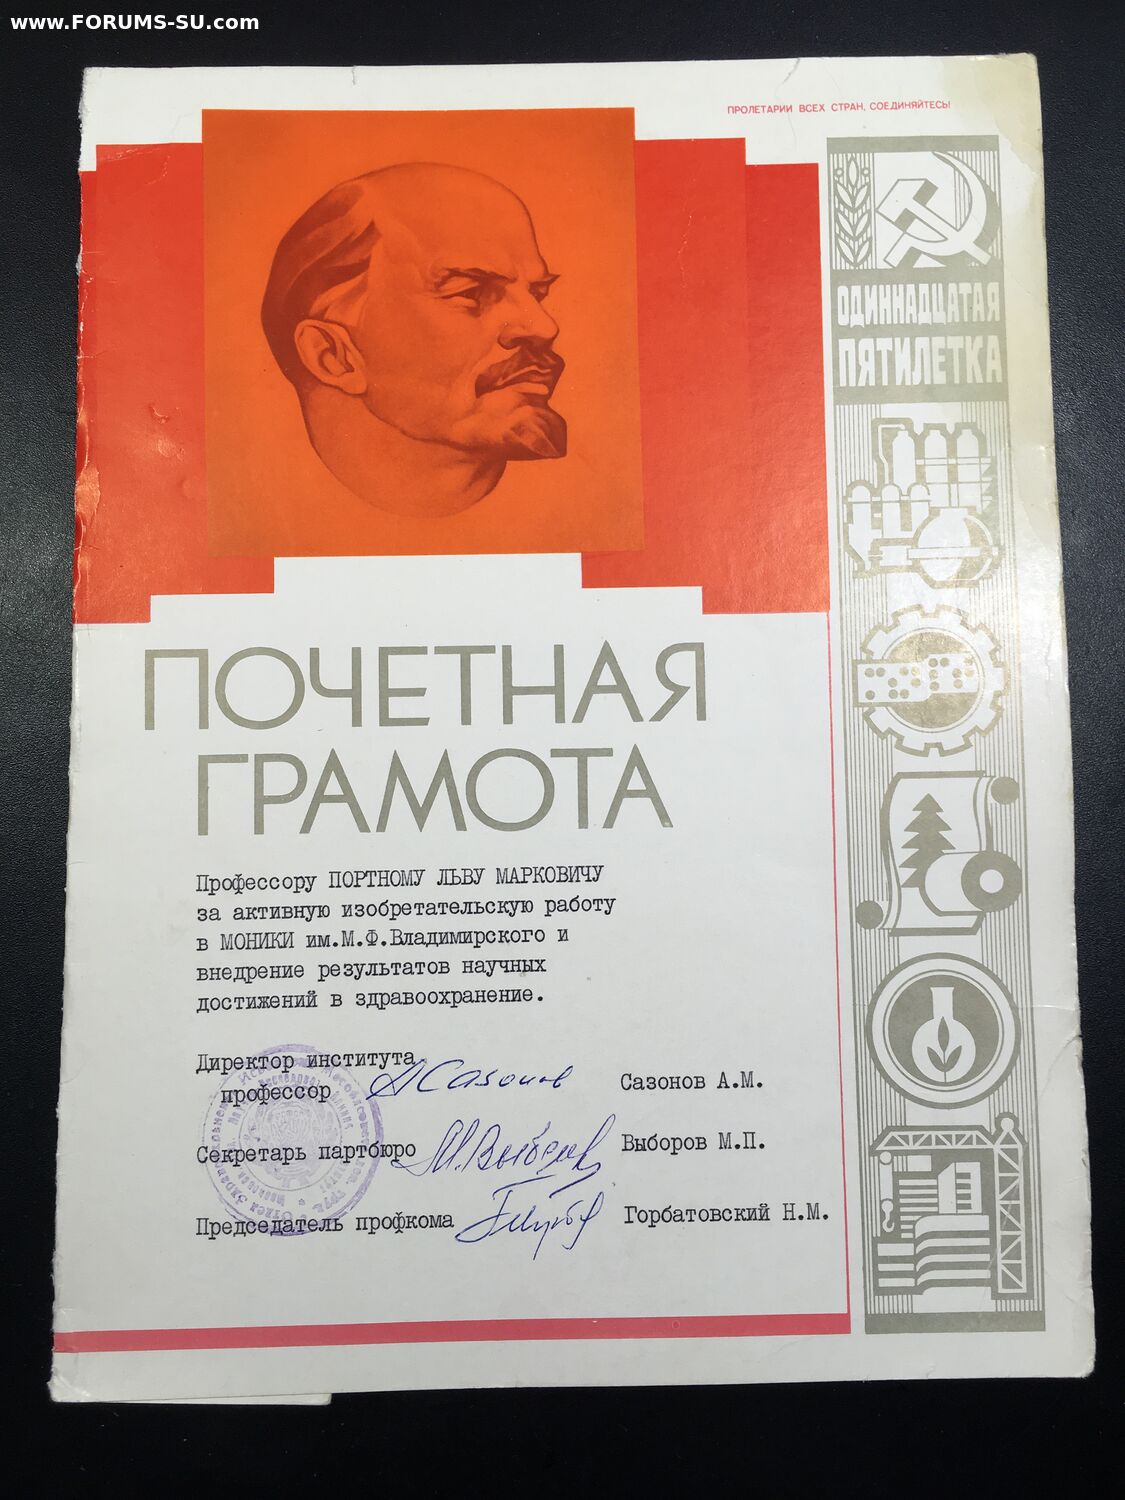 www.FORUMS-SU.com
ПРОЛЕТАРИИ ВСЕХ СТРАН, СОЕДИНЯЙТЕСЬ!
ОДИННАДЦАТАЯ
ПЯТИЛЕТКА
ПОЧЕТНАЯ
ГРАМОТА
Профессору ПОРТНОМУ ЛЬВУ МАРКОВИЧУ
за активную изобретательскую работу
в МОНИКИ им.М.Ф.Владимирского и
внедрение результатов научных
достижений в здравоохранение.
Директор института
профессор АСазонов Сазонов А.М.
Секретарь партбюро М.Выборов Выборов М.П.
Председатель профкома Горбатовский Н.М.